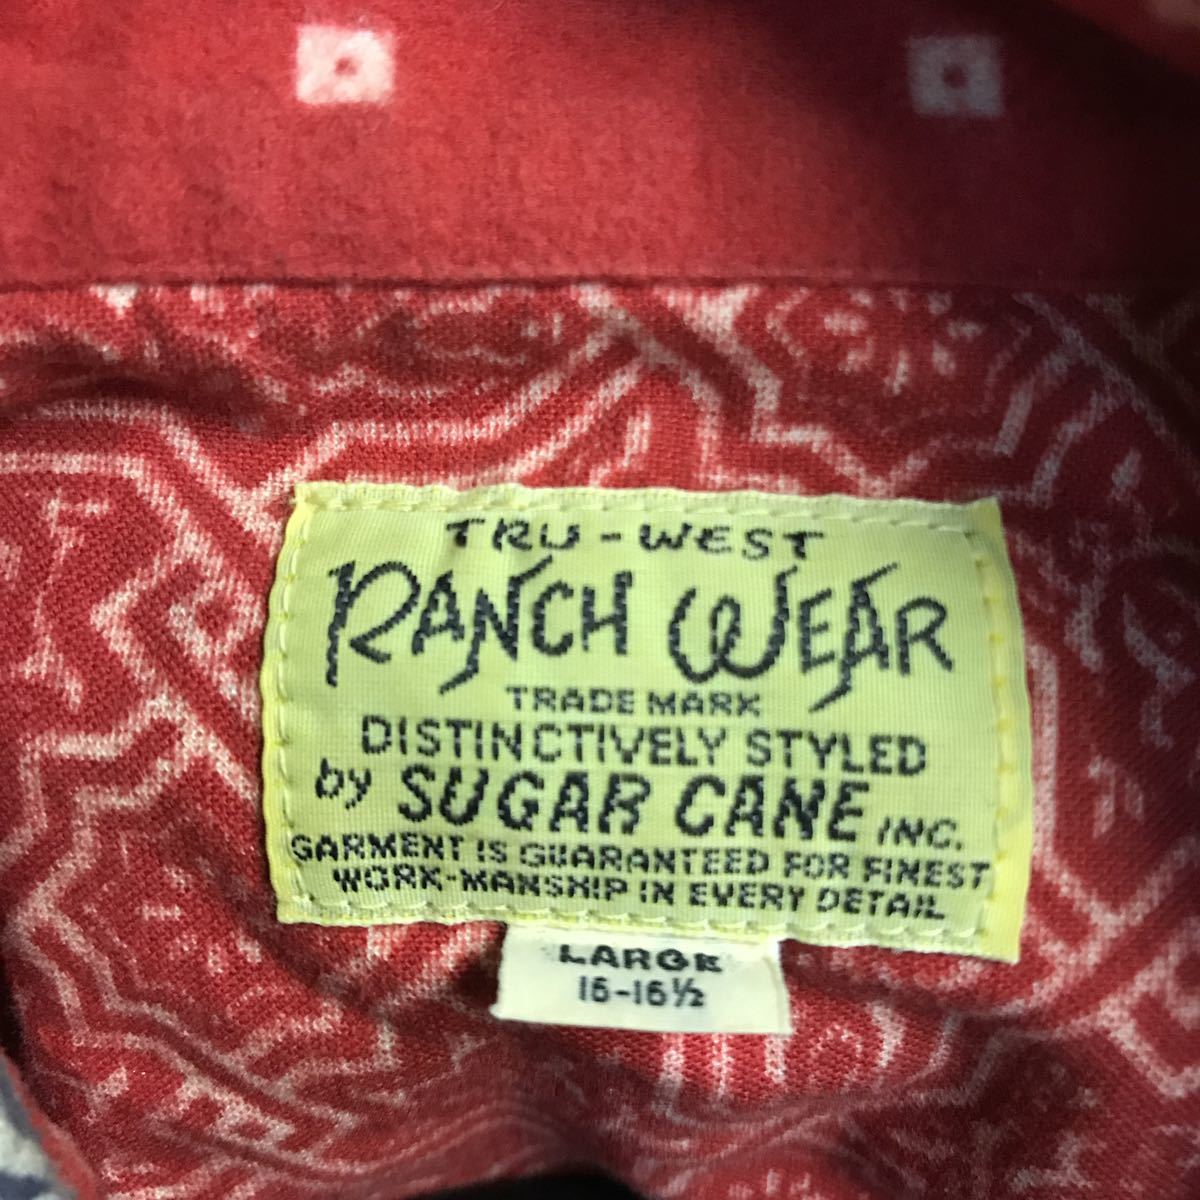 TRU-WEST
RANCH WEAR
TRADE MARK
DISTINCTIVELY STYLED
by SUGAR CANE INC.
GARMENT IS GUARANTEED FOR FINEST
WORK-MANSHIP IN EVERY DETAIL
LARGE
16-16½